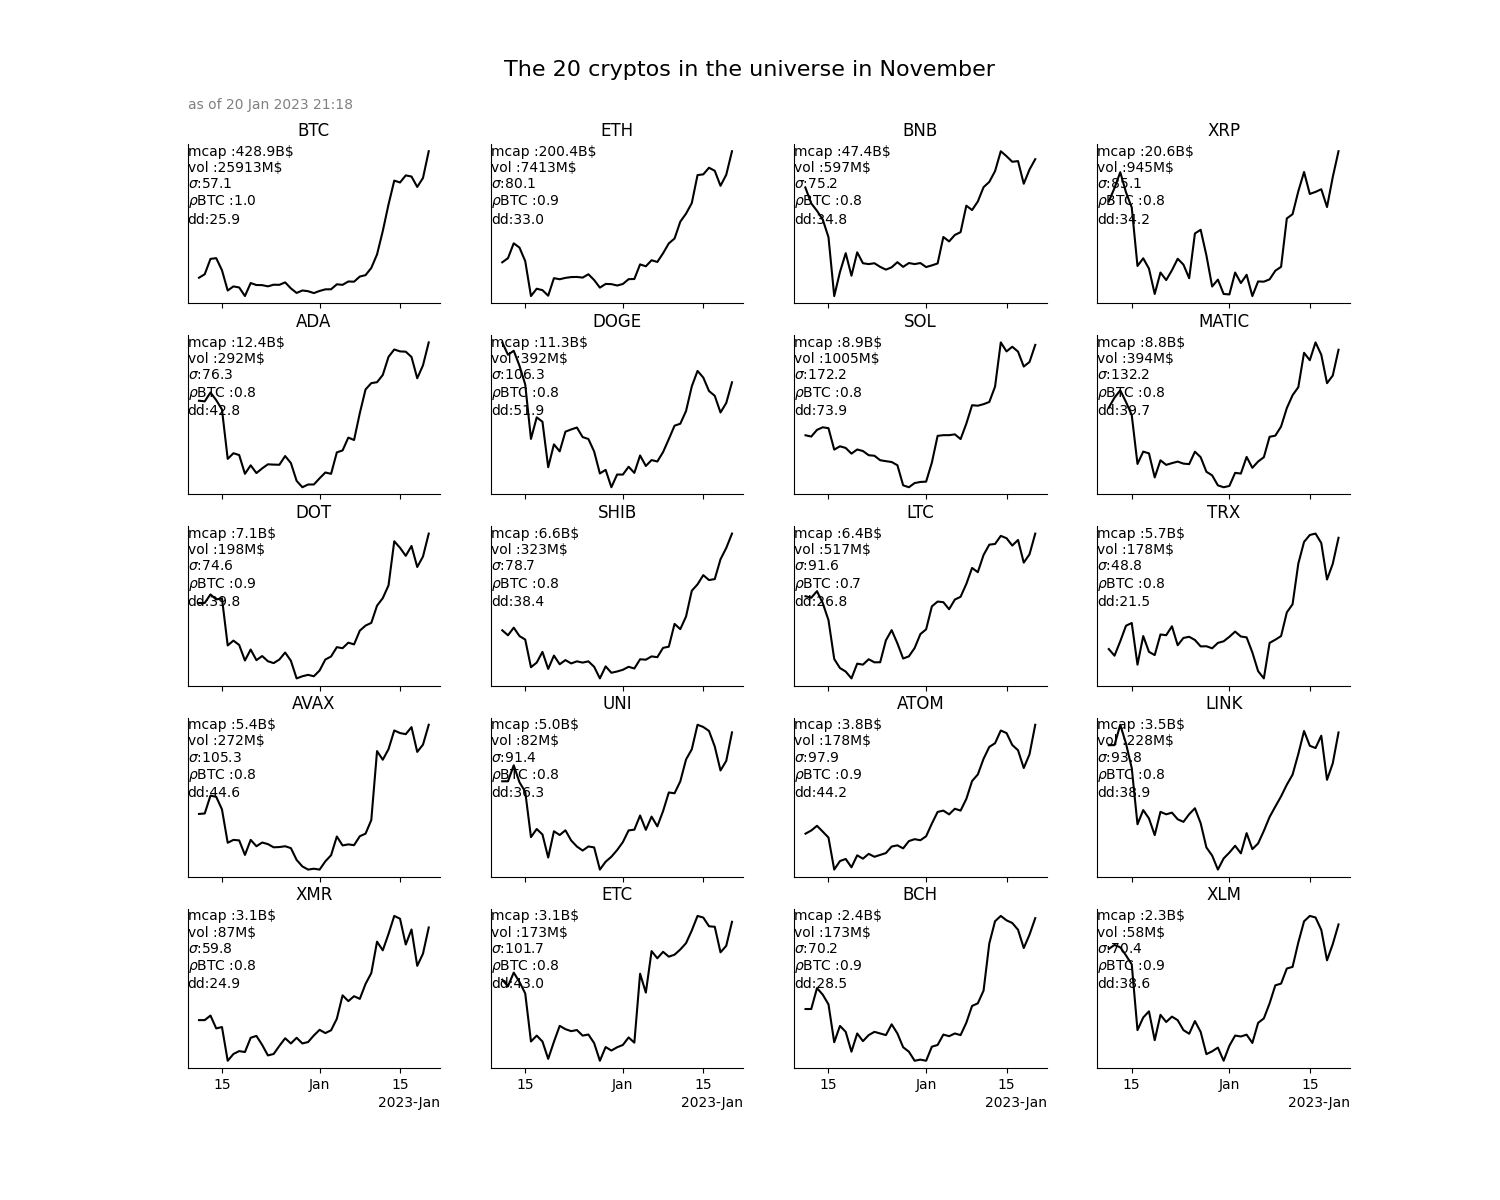 The 20 cryptos in the universe in November
as of 20 Jan 2023 21:18
BTC
mcap :428.9B$
vol :25913M$
σ:57.1
ρBTC :1.0
dd:25.9
ETH
mcap :200.4B$
vol :7413M$
σ:80.1
ρBTC :0.9
dd:33.0
BNB
mcap :47.4B$
vol :597M$
σ:75.2
ρBTC :0.8
dd:34.8
XRP
mcap :20.6B$
vol :945M$
σ:85.1
ρBTC :0.8
dd:34.2
ADA
mcap :12.4B$
vol :292M$
σ:76.3
ρBTC :0.8
dd:42.8
DOGE
mcap :11.3B$
vol :392M$
σ:106.3
ρBTC :0.8
dd:51.9
SOL
mcap :8.9B$
vol :1005M$
σ:172.2
ρBTC :0.8
dd:73.9
MATIC
mcap :8.8B$
vol :394M$
σ:132.2
ρBTC :0.8
dd:39.7
DOT
mcap :7.1B$
vol :198M$
σ:74.6
ρBTC :0.9
dd:39.8
SHIB
mcap :6.6B$
vol :323M$
σ:78.7
ρBTC :0.8
dd:38.4
LTC
mcap :6.4B$
vol :517M$
σ:91.6
ρBTC :0.7
dd:26.8
TRX
mcap :5.7B$
vol :178M$
σ:48.8
ρBTC :0.8
dd:21.5
AVAX
mcap :5.4B$
vol :272M$
σ:105.3
ρBTC :0.8
dd:44.6
UNI
mcap :5.0B$
vol :82M$
σ:91.4
ρBTC :0.8
dd:36.3
ATOM
mcap :3.8B$
vol :178M$
σ:97.9
ρBTC :0.9
dd:44.2
LINK
mcap :3.5B$
vol :228M$
σ:93.8
ρBTC :0.8
dd:38.9
XMR
mcap :3.1B$
vol :87M$
σ:59.8
ρBTC :0.8
dd:24.9
ETC
mcap :3.1B$
vol :173M$
σ:101.7
ρBTC :0.8
dd:43.0
BCH
mcap :2.4B$
vol :173M$
σ:70.2
ρBTC :0.9
dd:28.5
XLM
mcap :2.3B$
vol :58M$
σ:70.4
ρBTC :0.9
dd:38.6
15 Jan 15
2023-Jan
15 Jan 15
2023-Jan
15 Jan 15
2023-Jan
15 Jan 15
2023-Jan